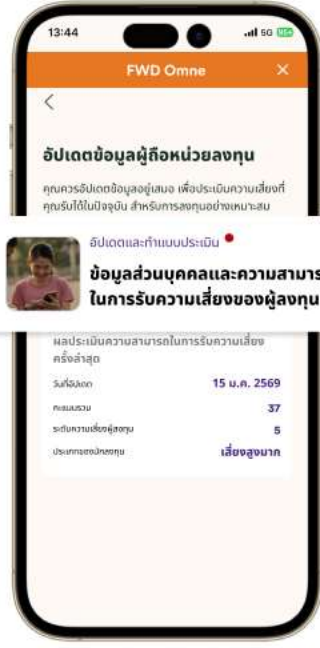 13:44
5G
FWD Omne
อัปเดตข้อมูลผู้ถือหน่วยลงทุน
คุณควรอัปเดตข้อมูลอยู่เสมอ เพื่อประเมินความเสี่ยงที่
คุณรับได้ในปัจจุบัน สำหรับการลงทุนอย่างเหมาะสม
อัปเดตและทำแบบประเมิน
ข้อมูลส่วนบุคคลและความสามาร
ในการรับความเสี่ยงของผู้ลงทุน
ผลประเมินความสามารถในการรับความเสี่ยง
ครั้งล่าสุด
วันที่อัปเดต 15 ม.ค. 2569
คะแนนรวม 37
ระดับความเสี่ยงผู้ลงทุน 5
ประเภทของนักลงทุน เสี่ยงสูงมาก